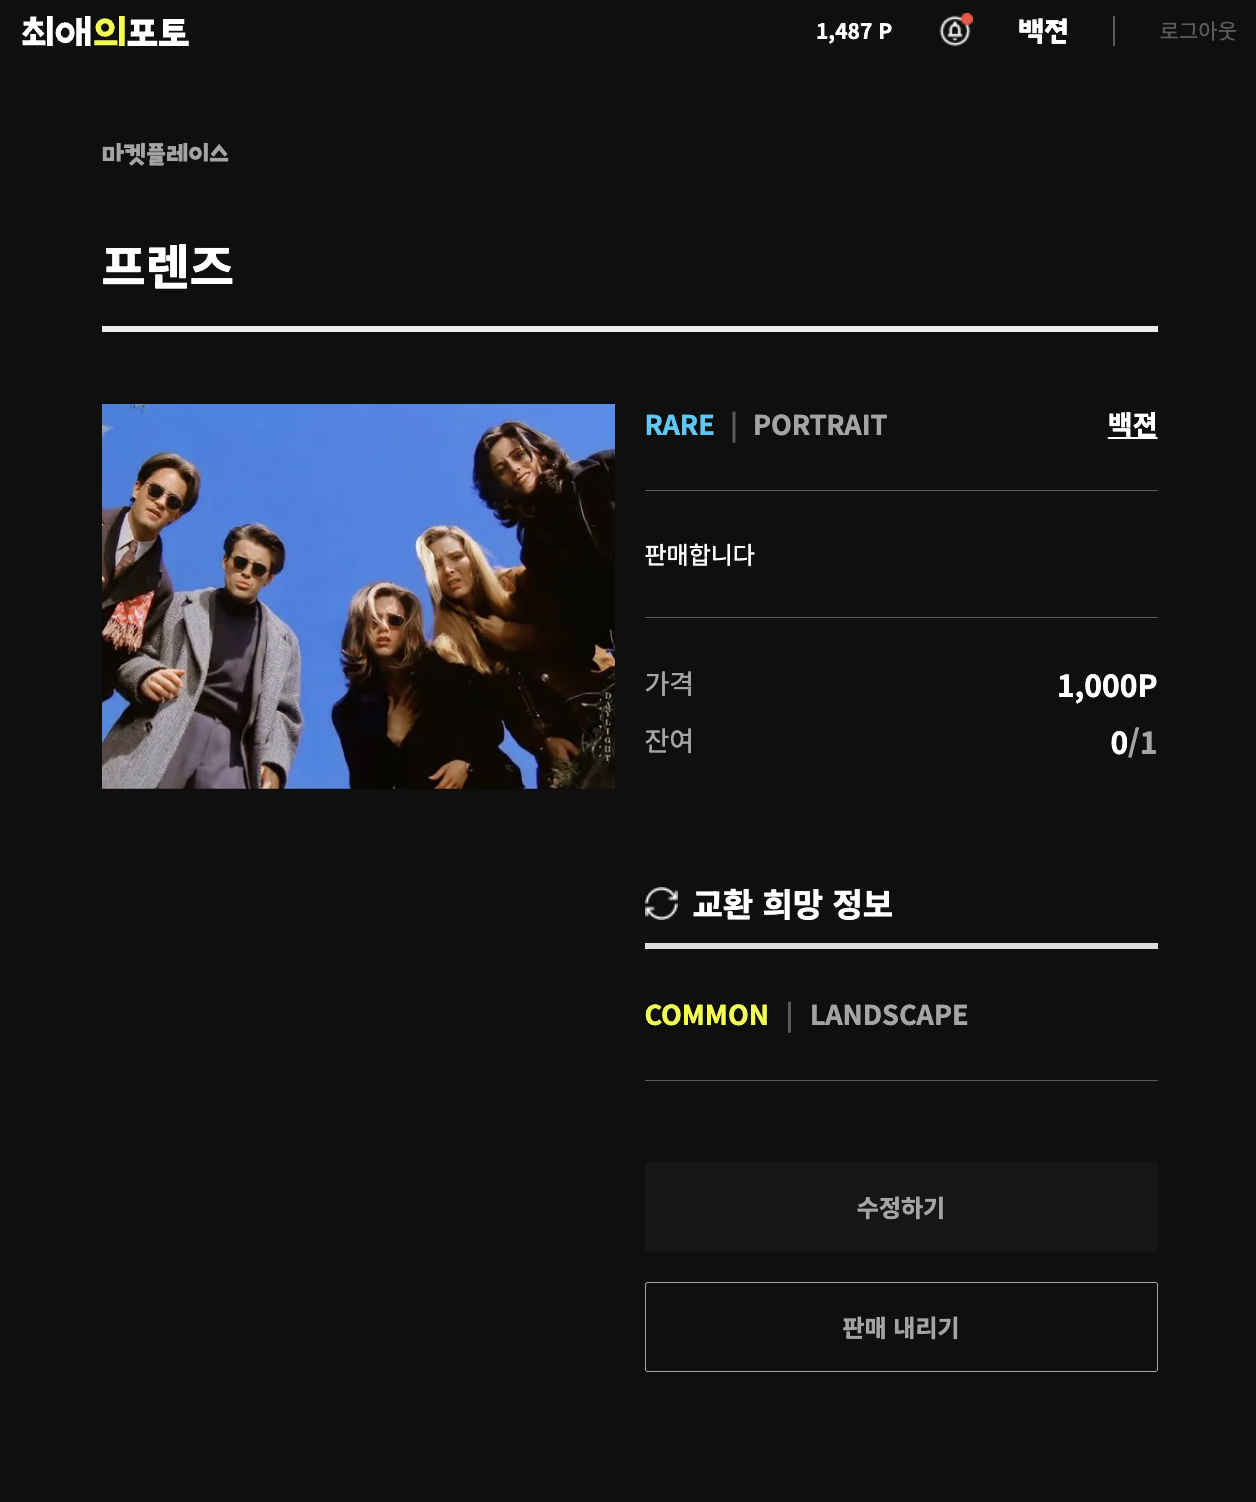 최애의포토
1,487 P
백젼
로그아웃
마켓플레이스
프렌즈
RARE | PORTRAIT
백젼
판매합니다
가격
1,000P
잔여
0/1
DAYLIGHT
교환 희망 정보
COMMON | LANDSCAPE
수정하기
판매 내리기